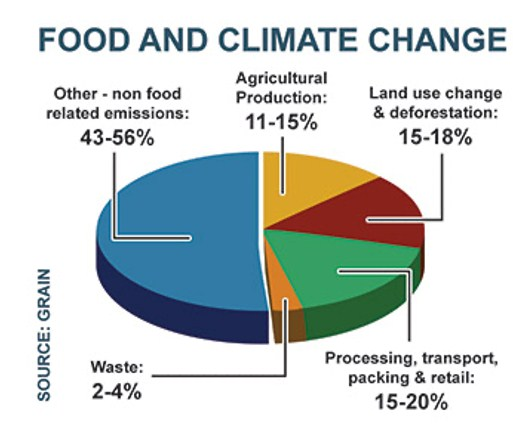 FOOD AND CLIMATE CHANGE
Other - non food
related emissions:
43-56%
Agricultural
Production:
11-15%
Land use change
& deforestation:
15-18%
SOURCE: GRAIN
Waste:
2-4%
Processing, transport,
packing & retail:
15-20%